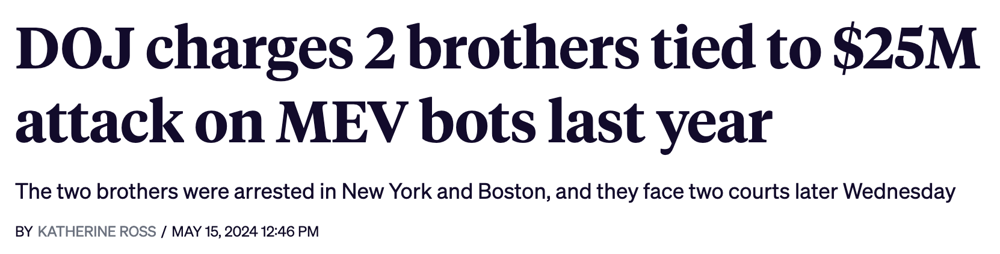 DOJ charges 2 brothers tied to $25M
attack on MEV bots last year
The two brothers were arrested in New York and Boston, and they face two courts later Wednesday
BY KATHERINE ROSS / MAY 15, 2024 12:46 PM